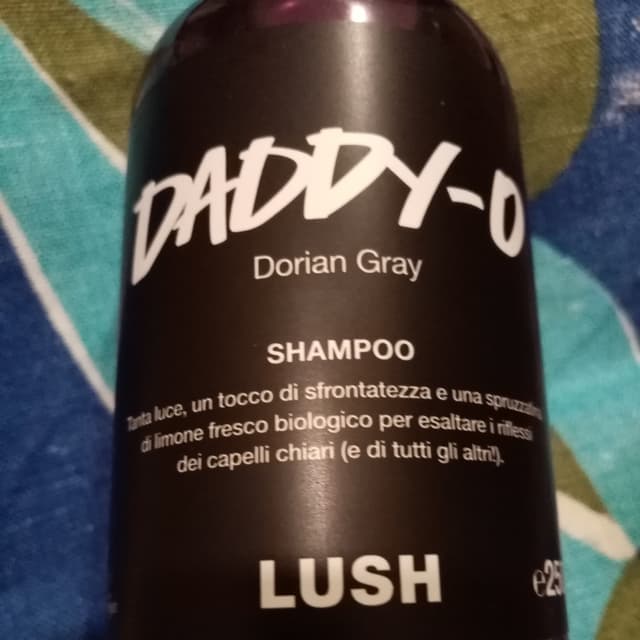 DADDY-O
Dorian Gray
SHAMPOO
Tanta luce, un tocco di sfrontatezza e una
di limone fresco biologico per esaltare i riflessi
dei capelli chiari (e di tutti gli altri!).
LUSH